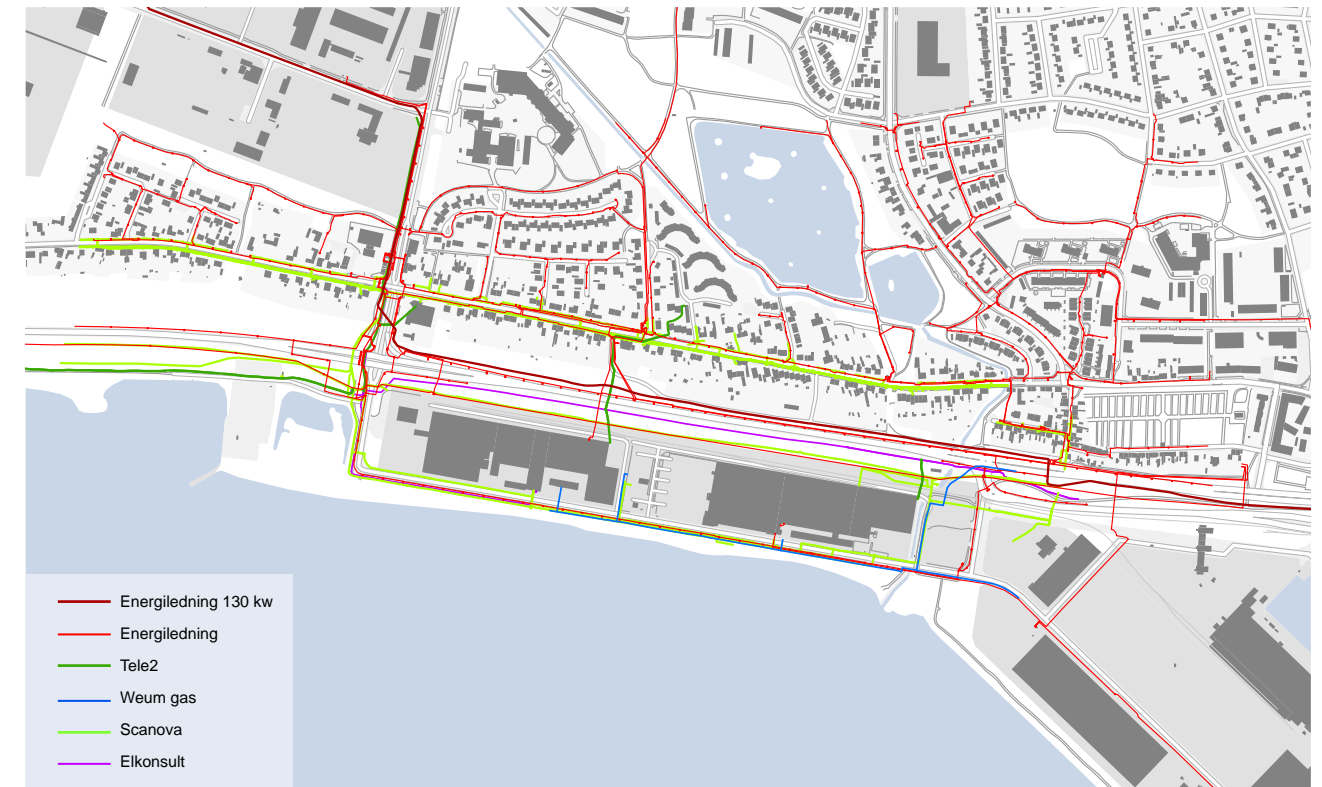 Energiledning 130 kw
Energiledning
Tele2
Weum gas
Scanova
Elkonsult